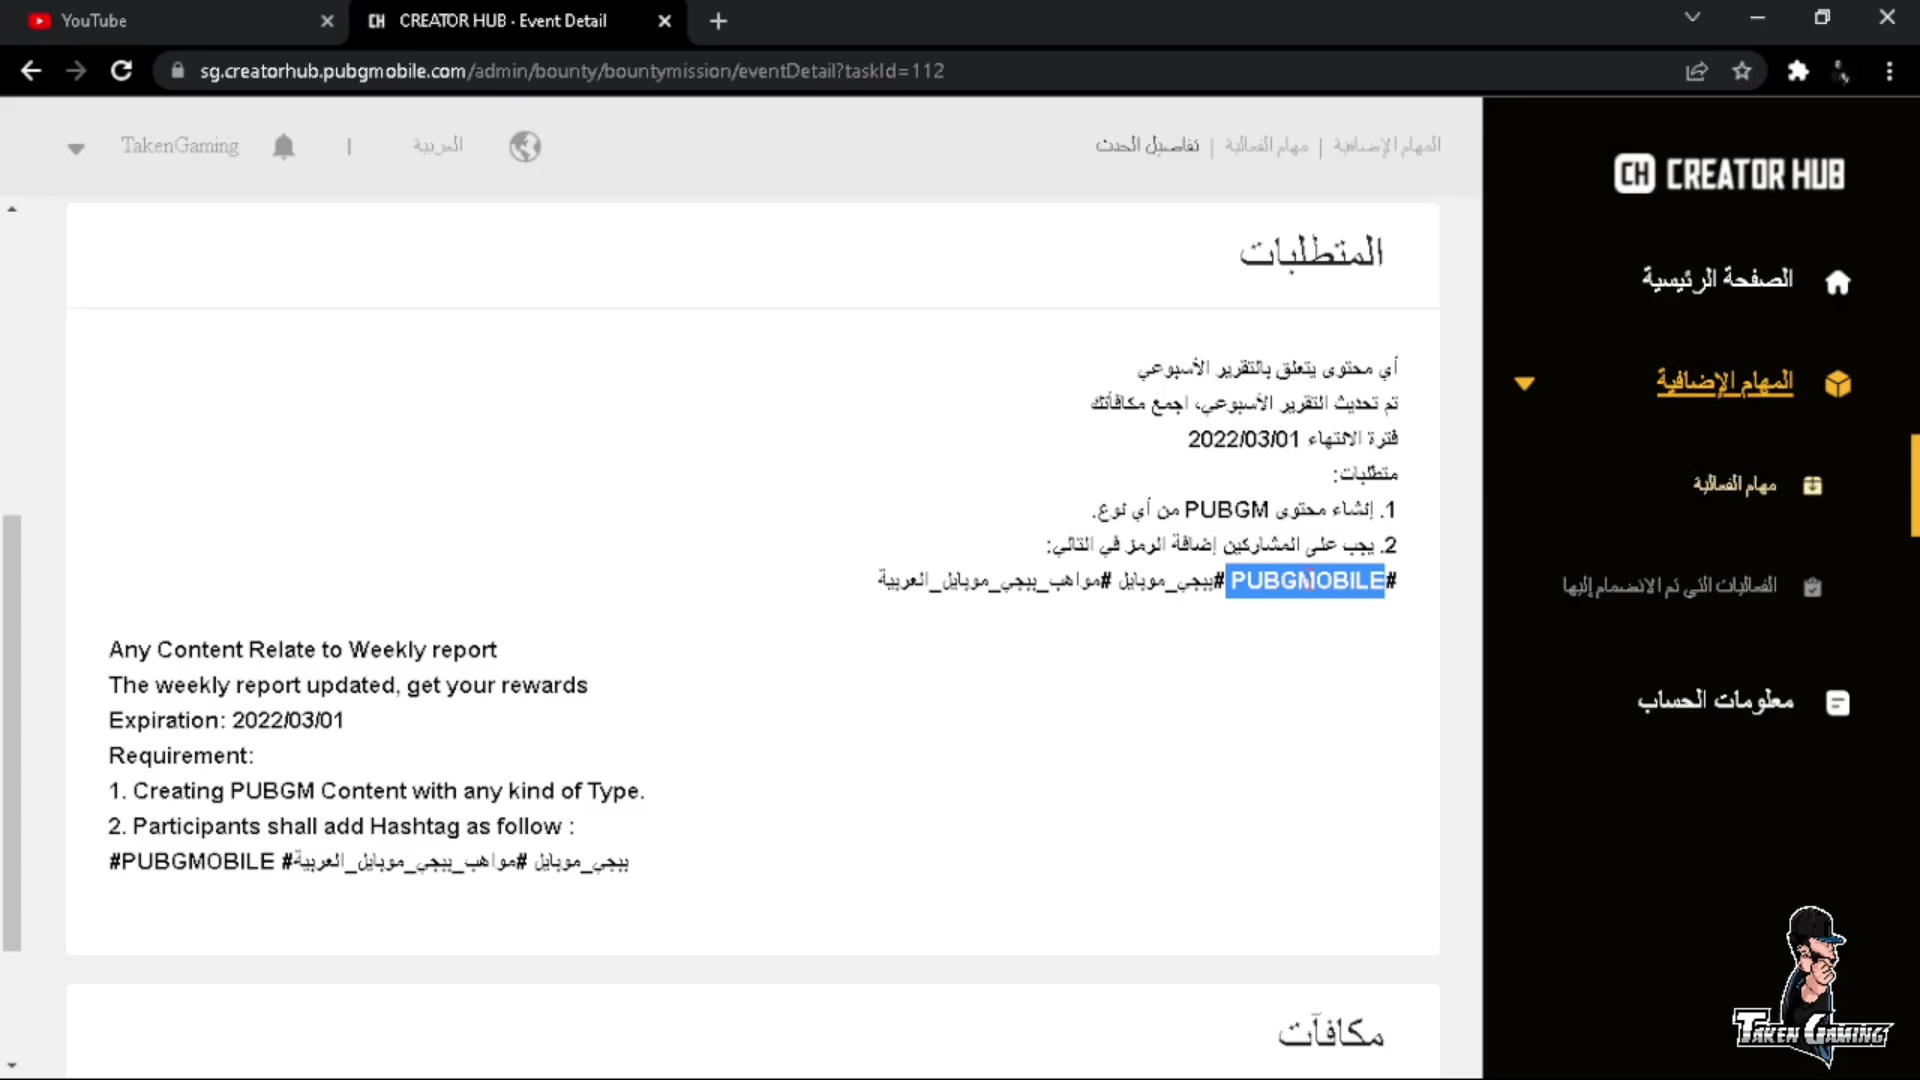 YouTube
CREATOR HUB - Event Detail
sg.creatorhub.pubgmobile.com/admin/bounty/bountymission/eventDetail?taskId=112
المهام الإضافية | مهام الفعالية | تفاصيل الحدث
العربية | TakenGaming
CH CREATOR HUB
الصفحة الرئيسية
المهام الإضافية
مهام الفعالية
الفعاليات التي تم الانضمام إليها
معلومات الحساب
المتطلبات
أي محتوى يتعلق بالتقرير الأسبوعي
تم تحديث التقرير الأسبوعي، اجمع مكافأتك
فترة الانتهاء 2022/03/01
متطلبات:
1. إنشاء محتوى PUBGM من أي نوع.
2. يجب على المشاركين إضافة الرمز في التالي:
#PUBGMOBILE #ببجي_موبايل #مواهب_ببجي_موبايل_العربية
Any Content Relate to Weekly report
The weekly report updated, get your rewards
Expiration: 2022/03/01
Requirement:
1. Creating PUBGM Content with any kind of Type.
2. Participants shall add Hashtag as follow :
#PUBGMOBILE #ببجي_موبايل #مواهب_ببجي_موبايل_العربية
مكافآت
TAKEN GAMING